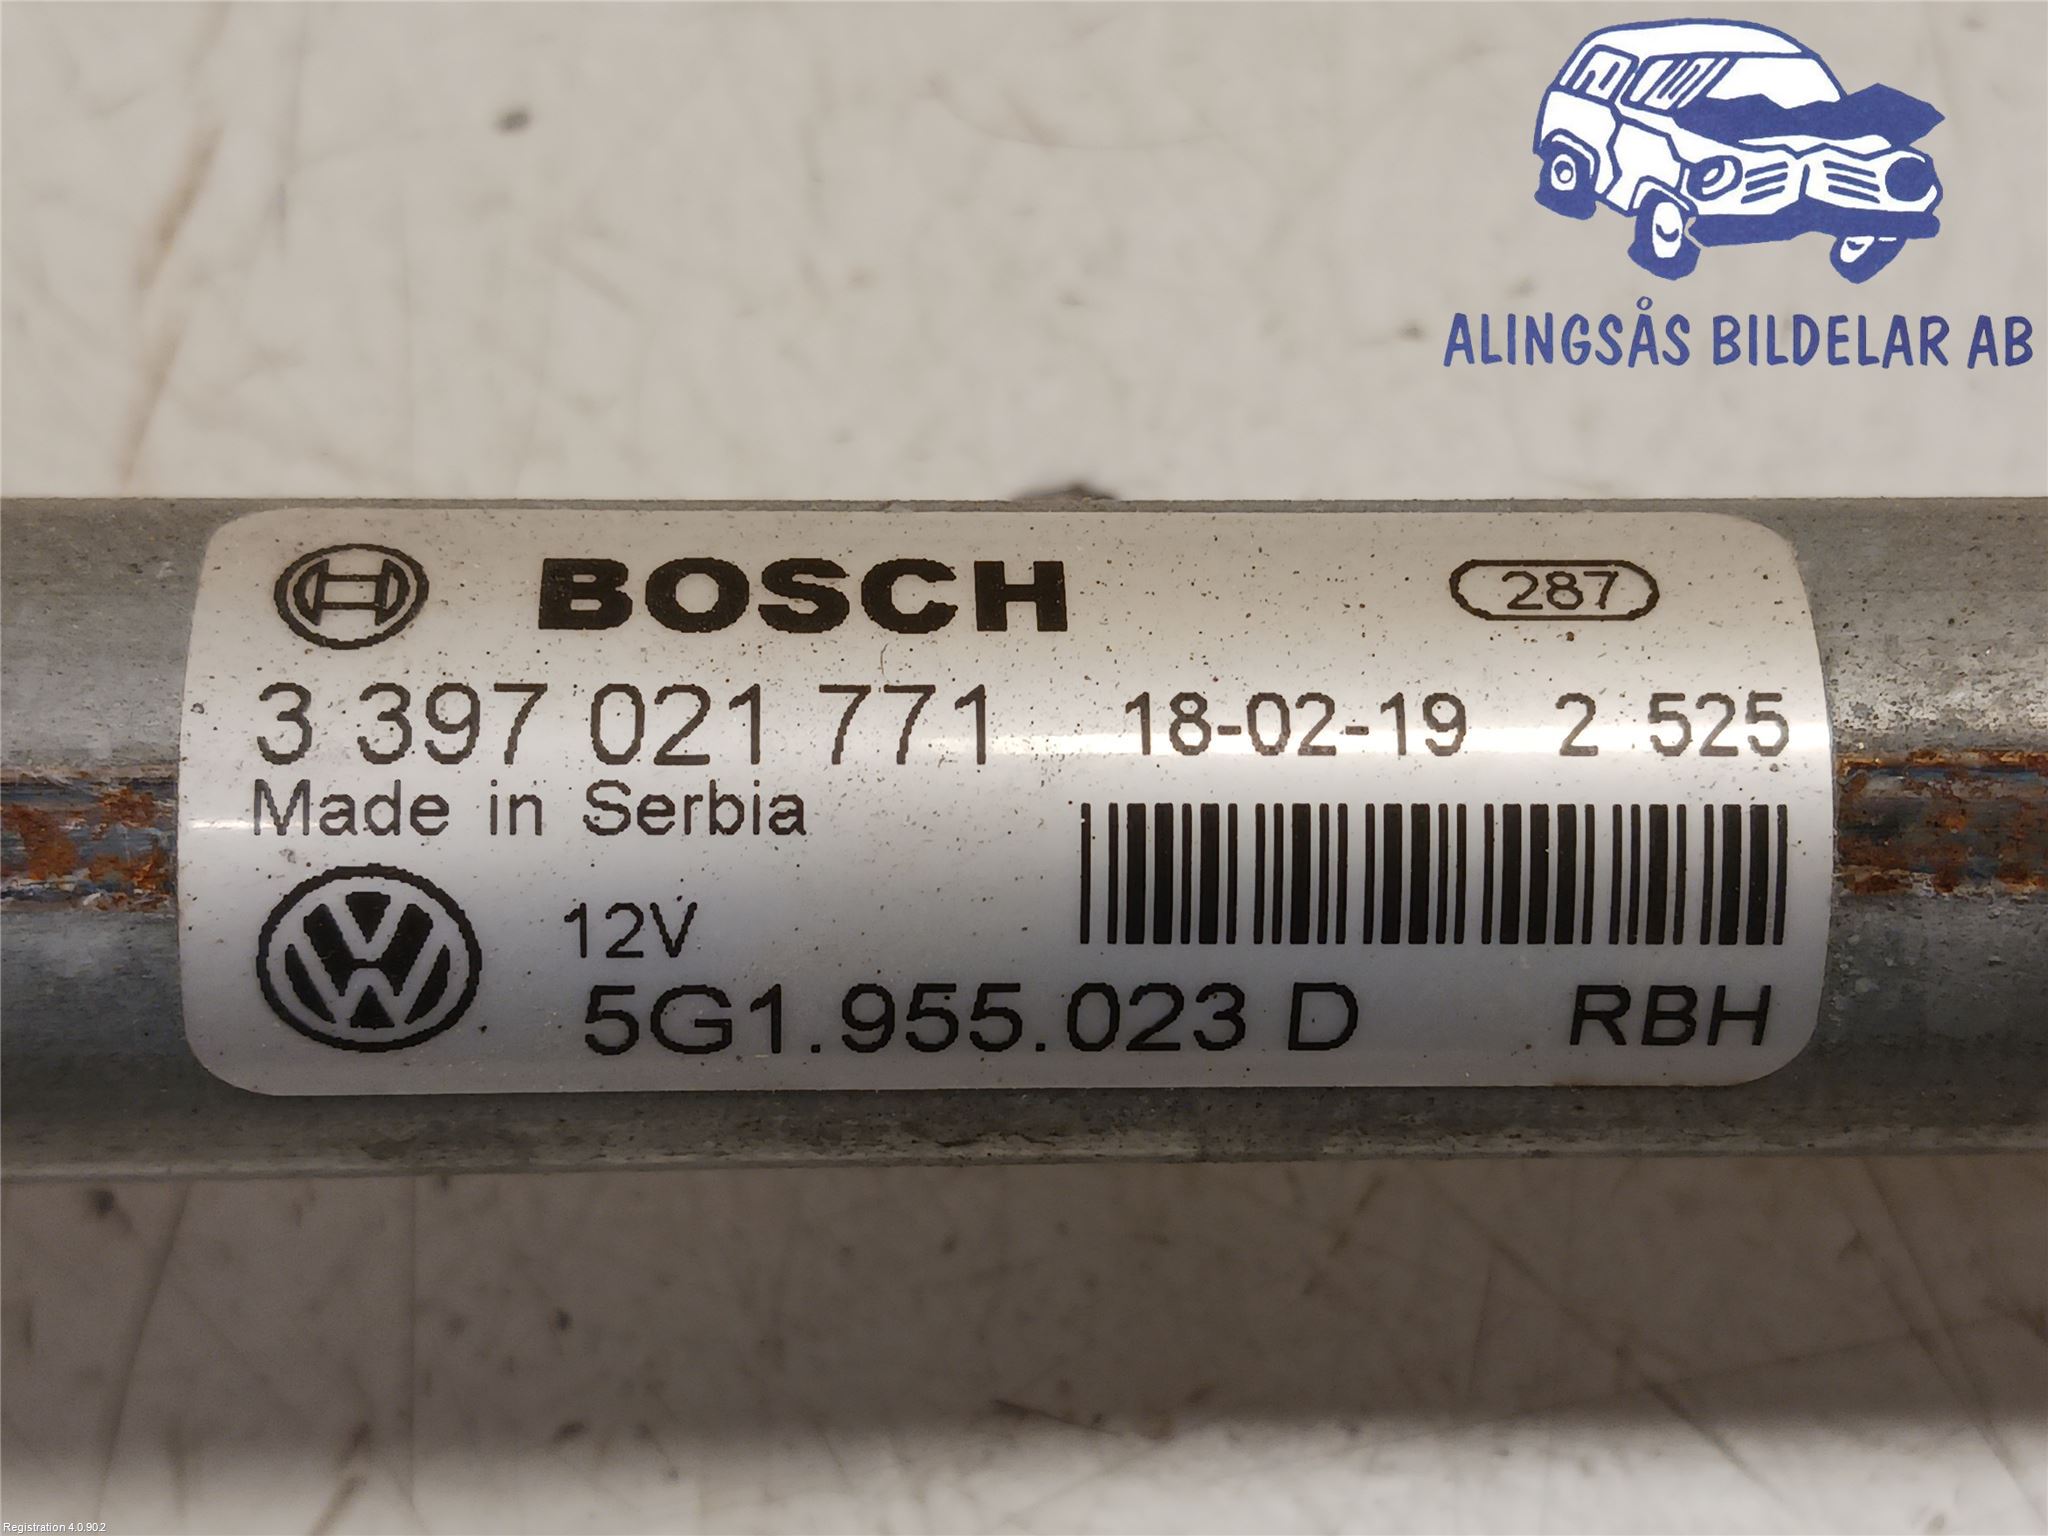 ALINGSÅS BILDELAR AB
BOSCH 287
3 397 021 771 18-02-19 2 525
Made in Serbia
12V
5G1.955.023 D RBH
Registration 4.0.902